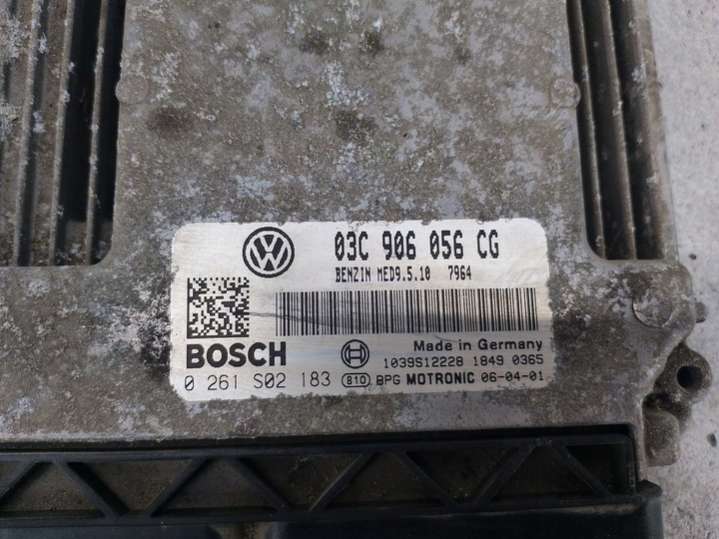 03C 906 056 CG
BENZIN MED9.5.10 7964
BOSCH
Made in Germany
1039S12228 1849 0365
0 261 S02 183 810 BPG MOTRONIC 06-04-01